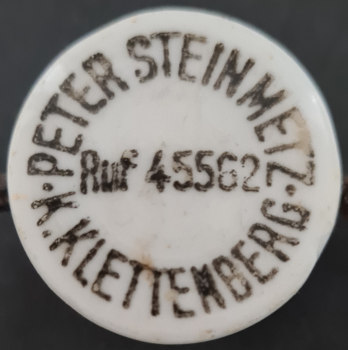 PETER STEINMETZ
Ruf 45562
K. KLETTENBERG